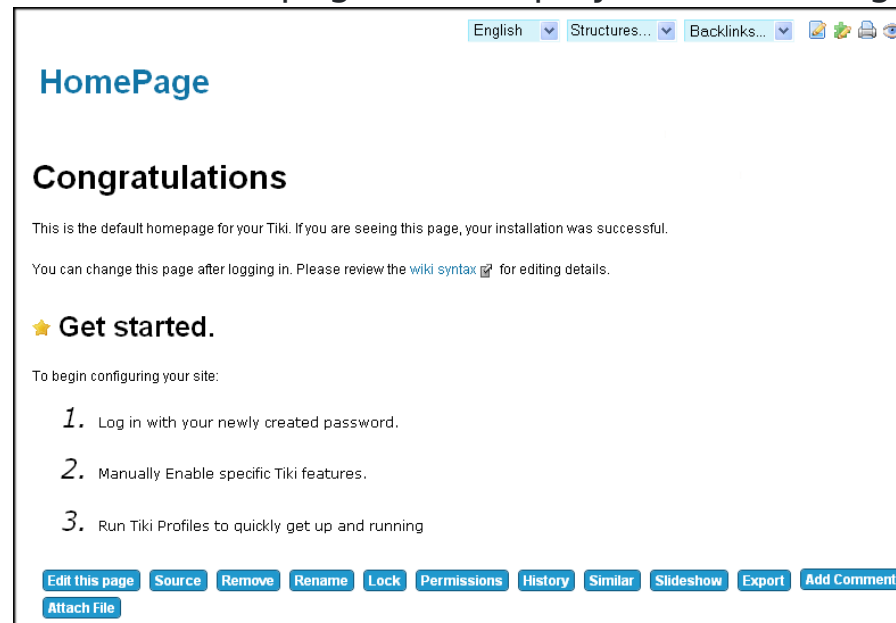 English Structures... Backlinks...
HomePage
Congratulations
This is the default homepage for your Tiki. If you are seeing this page, your installation was successful.
You can change this page after logging in. Please review the wiki syntax for editing details.
Get started.
To begin configuring your site:
1. Log in with your newly created password.
2. Manually Enable specific Tiki features.
3. Run Tiki Profiles to quickly get up and running
Edit this page Source Remove Rename Lock Permissions History Similar Slideshow Export Add Comment
Attach File